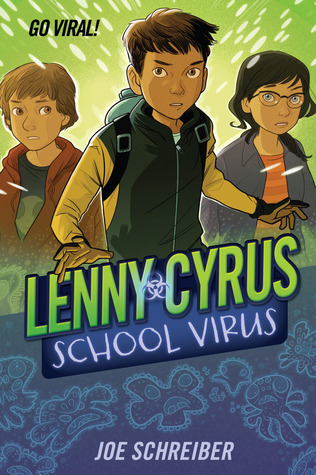 GO VIRAL!
LENNY CYRUS
SCHOOL VIRUS
JOE SCHREIBER